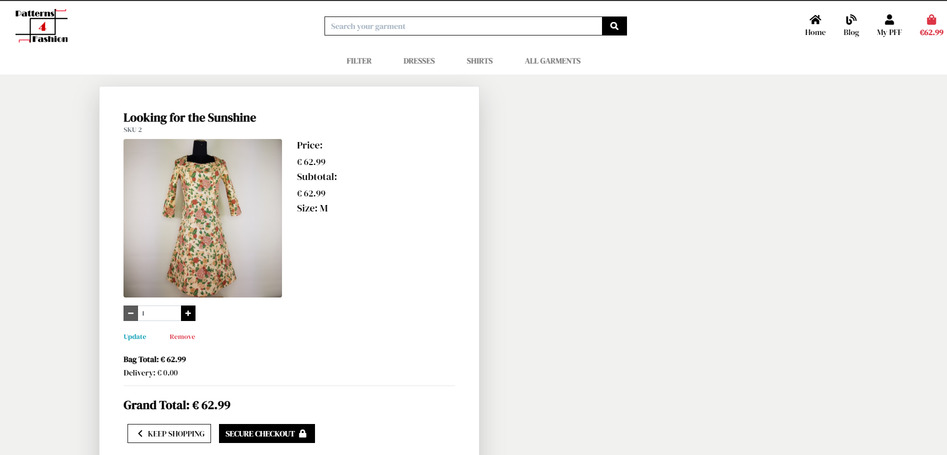 Patterns
4
Fashion
Search your garment
Home
Blog
My PFF
€62.99
FILTER
DRESSES
SHIRTS
ALL GARMENTS
Looking for the Sunshine
SKU 2
Price:
€ 62.99
Subtotal:
€ 62.99
Size: M
1
Update
Remove
Bag Total: € 62.99
Delivery: € 0,00
Grand Total: € 62.99
KEEP SHOPPING
SECURE CHECKOUT